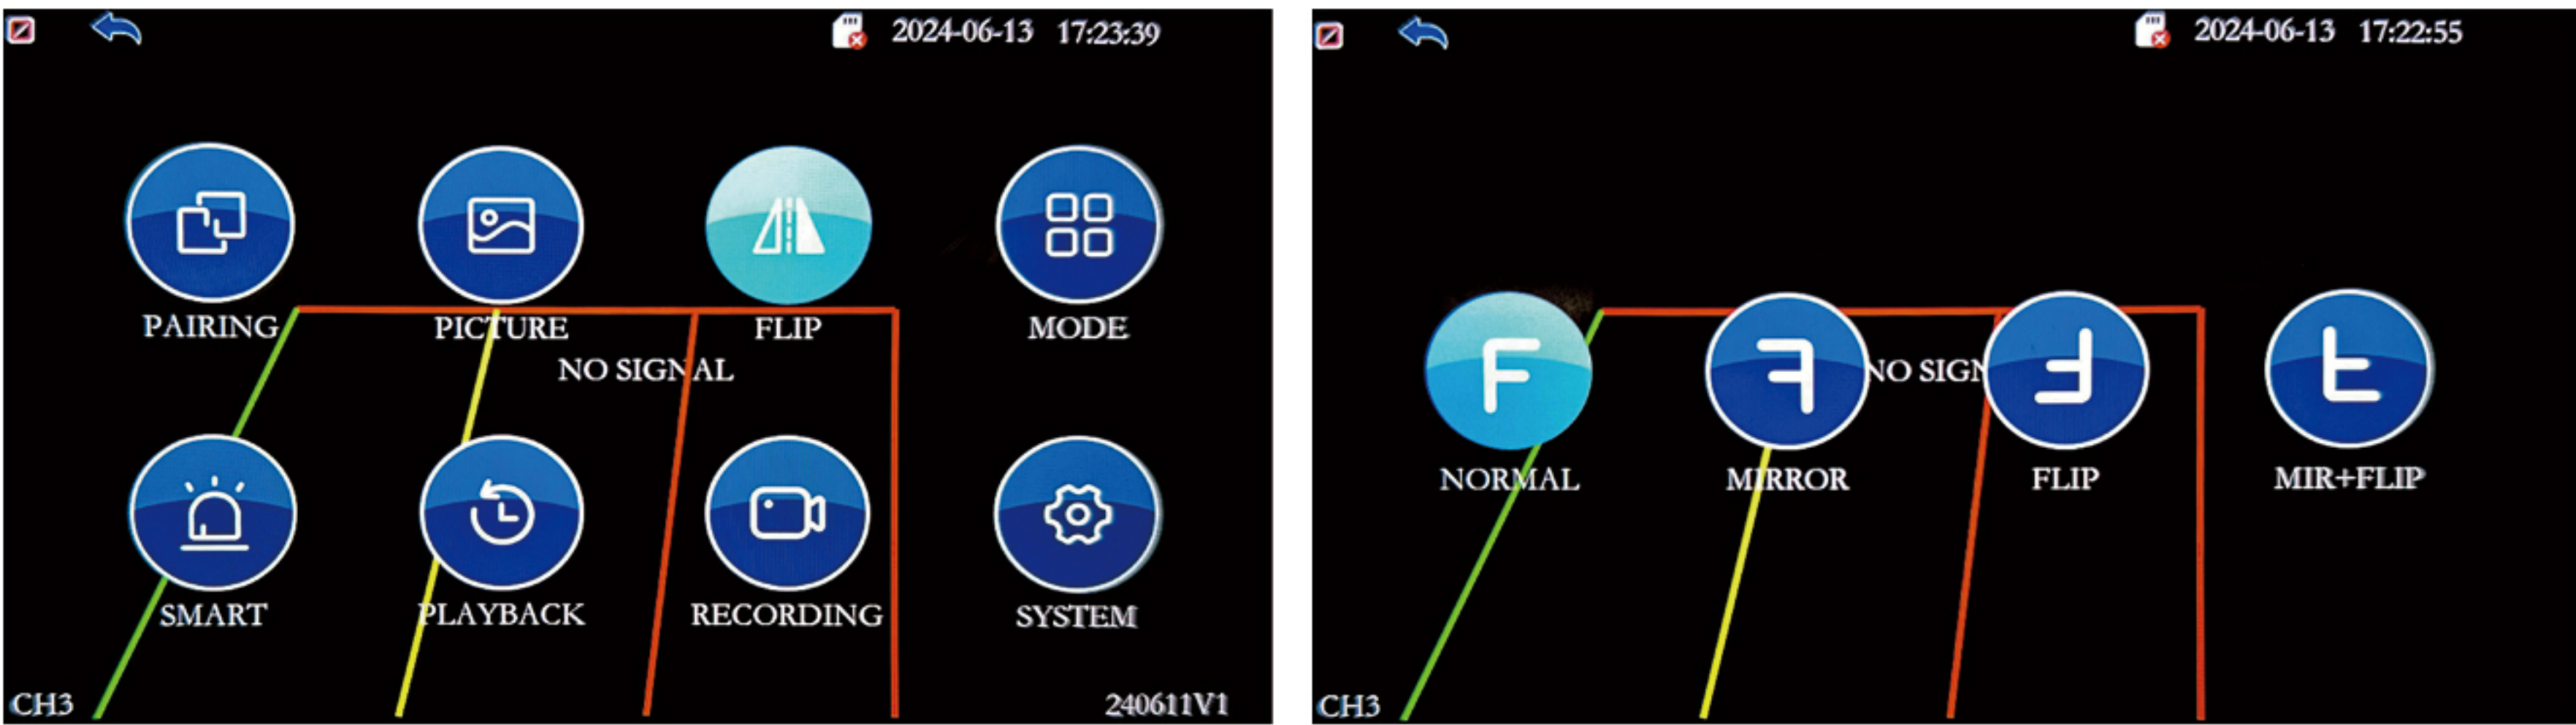 2024-06-13 17:23:39
PAIRING PICTURE FLIP MODE
NO SIGNAL
SMART PLAYBACK RECORDING SYSTEM
CH3 240611V1
2024-06-13 17:22:55
F
NO SIGN
NORMAL MIRROR FLIP MIR+FLIP
CH3